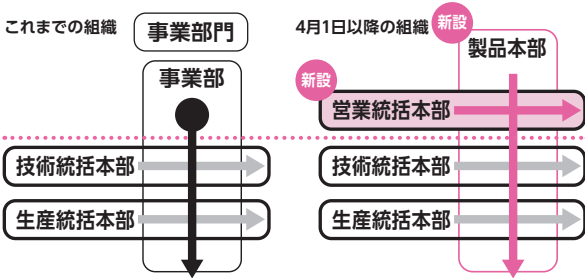 これまでの組織
事業部門
事業部
技術統括本部
生産統括本部
4月1日以降の組織
新設
製品本部
新設
営業統括本部
技術統括本部
生産統括本部